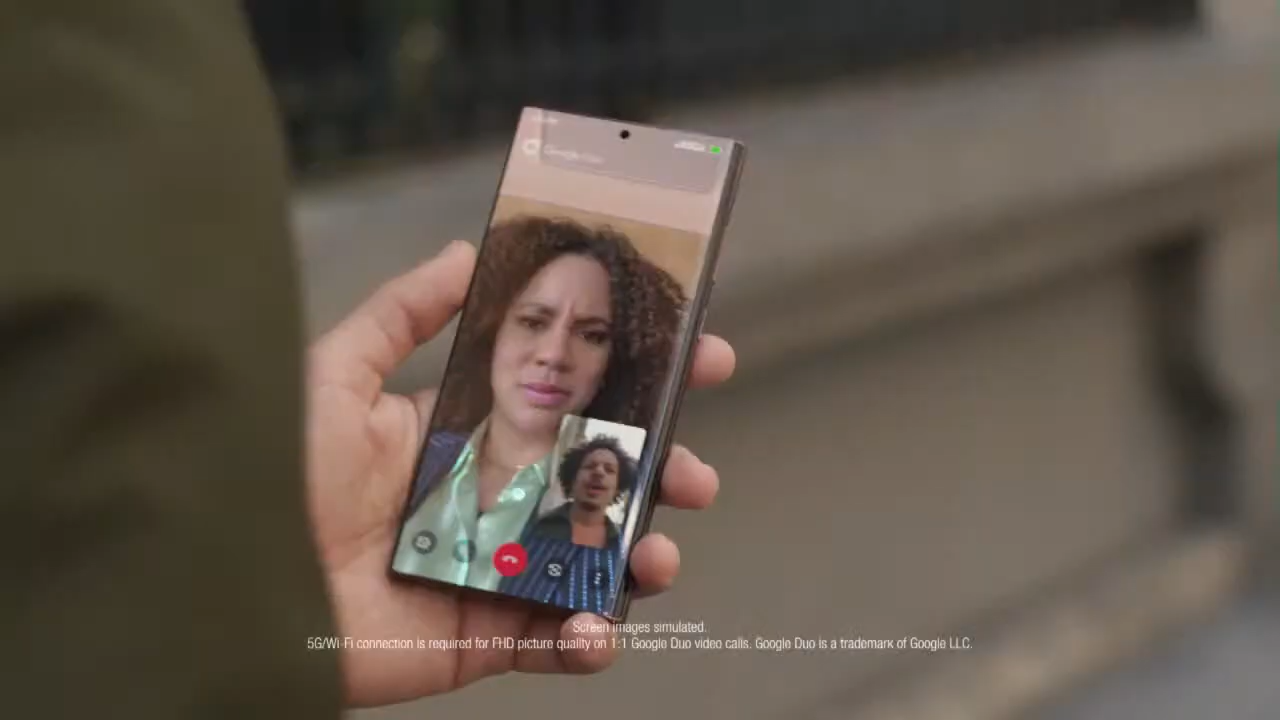 Screen images simulated.
5G/Wi-Fi connection is required for FHD picture quality on 1:1 Google Duo video calls. Google Duo is a trademark of Google LLC.